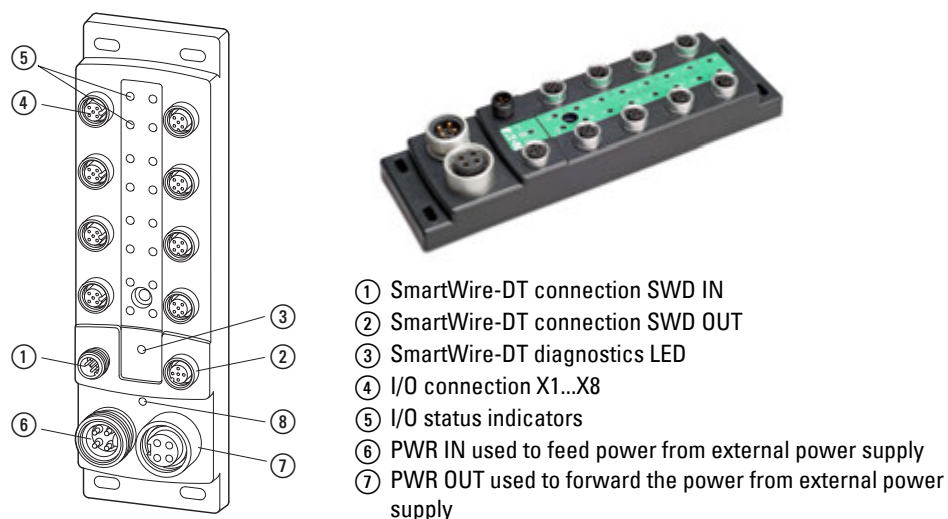 ⑤
④
③
①
②
⑥
⑧
⑦
① SmartWire-DT connection SWD IN
② SmartWire-DT connection SWD OUT
③ SmartWire-DT diagnostics LED
④ I/O connection X1...X8
⑤ I/O status indicators
⑥ PWR IN used to feed power from external power supply
⑦ PWR OUT used to forward the power from external power
supply